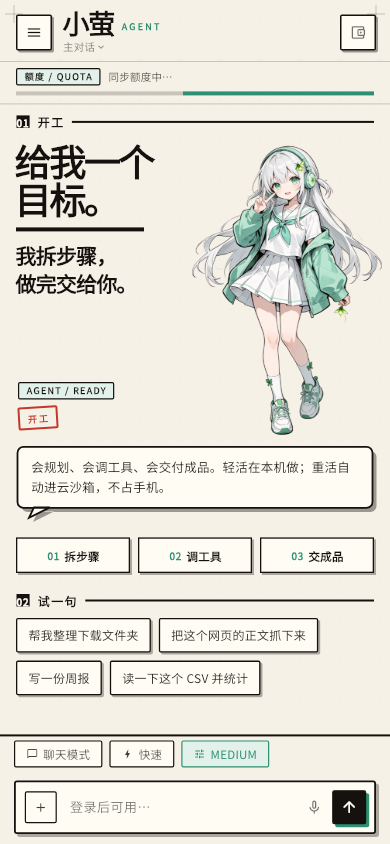 小萤 AGENT
主对话
额度 / QUOTA 同步额度中···
01 开工
给我一个
目标。
我拆步骤，
做完交给你。
AGENT / READY
开工
会规划、会调工具、会交付成品。轻活在本机做；重活自
动进云沙箱，不占手机。
01 拆步骤 02 调工具 03 交成品
02 试一句
帮我整理下载文件夹 把这个网页的正文抓下来
写一份周报 读一下这个 CSV 并统计
聊天模式 快速 MEDIUM
登录后可用···